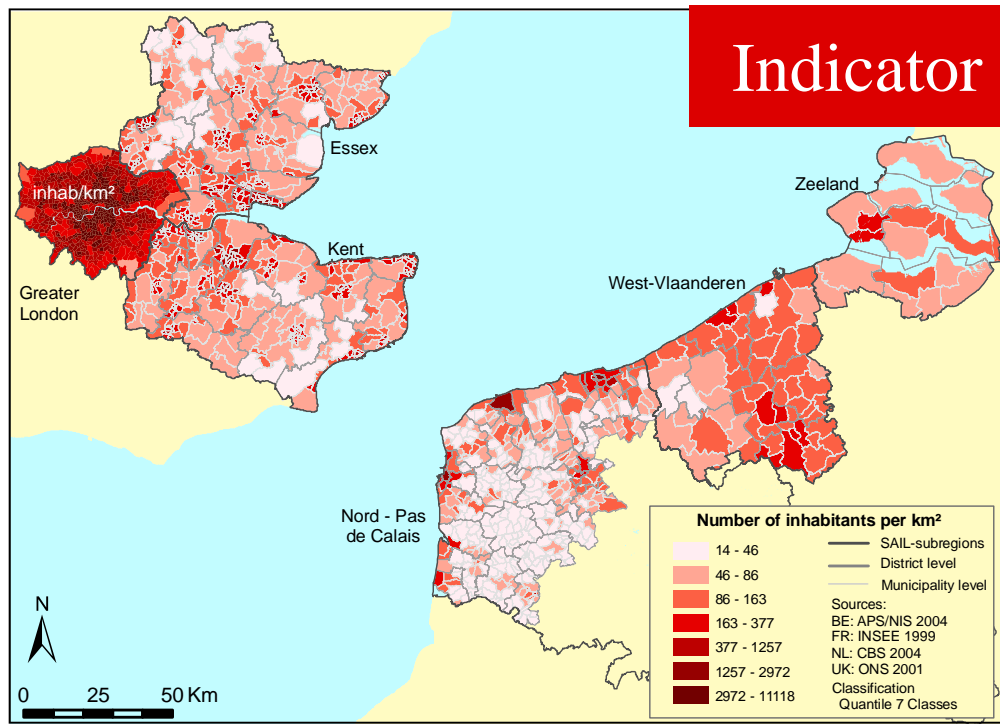 Indicator
Essex
Zeeland
inhab/km²
Kent
West-Vlaanderen
Greater
London
Nord - Pas
de Calais
N
0 25 50 Km
Number of inhabitants per km²
14 - 46
46 - 86
86 - 163
163 - 377
377 - 1257
1257 - 2972
2972 - 11118
SAIL-subregions
District level
Municipality level
Sources:
BE: APS/NIS 2004
FR: INSEE 1999
NL: CBS 2004
UK: ONS 2001
Classification
Quantile 7 Classes